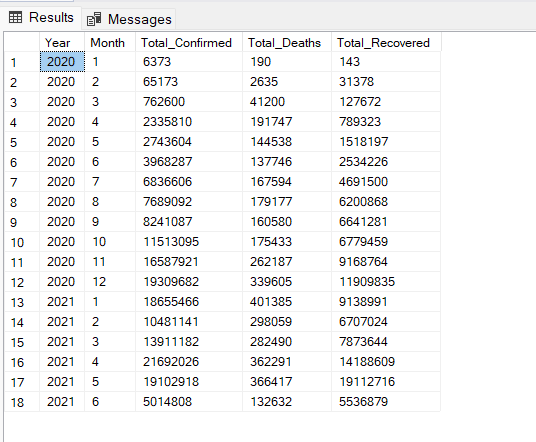 Results Messages
Year Month Total_Confirmed Total_Deaths Total_Recovered
1 2020 1 6373 190 143
2 2020 2 65173 2635 31378
3 2020 3 762600 41200 127672
4 2020 4 2335810 191747 789323
5 2020 5 2743604 144538 1518197
6 2020 6 3968287 137746 2534226
7 2020 7 6836606 167594 4691500
8 2020 8 7689092 179177 6200868
9 2020 9 8241087 160580 6641281
10 2020 10 11513095 175433 6779459
11 2020 11 16587921 262187 9168764
12 2020 12 19309682 339605 11909835
13 2021 1 18655466 401385 9138991
14 2021 2 10481141 298059 6707024
15 2021 3 13911182 282490 7873644
16 2021 4 21692026 362291 14188609
17 2021 5 19102918 366417 19112716
18 2021 6 5014808 132632 5536879